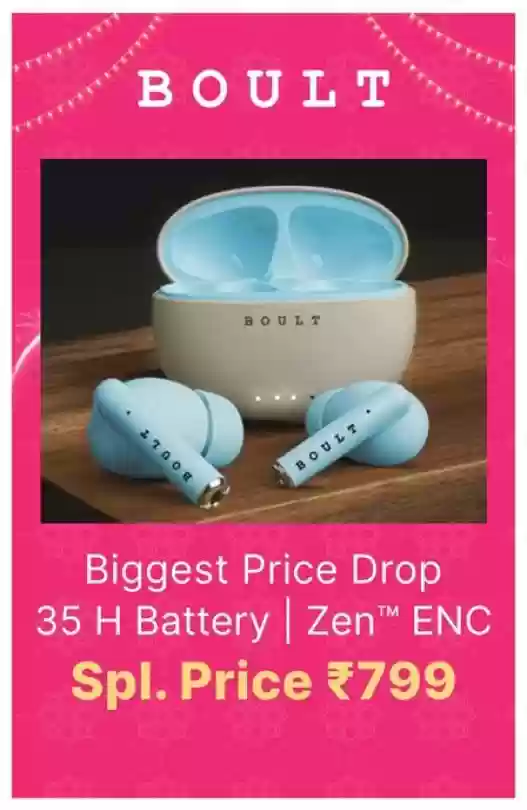 BOULT
BOULT
BOULT
BOULT
Biggest Price Drop
35 H Battery | Zen™ ENC
Spl. Price ₹799